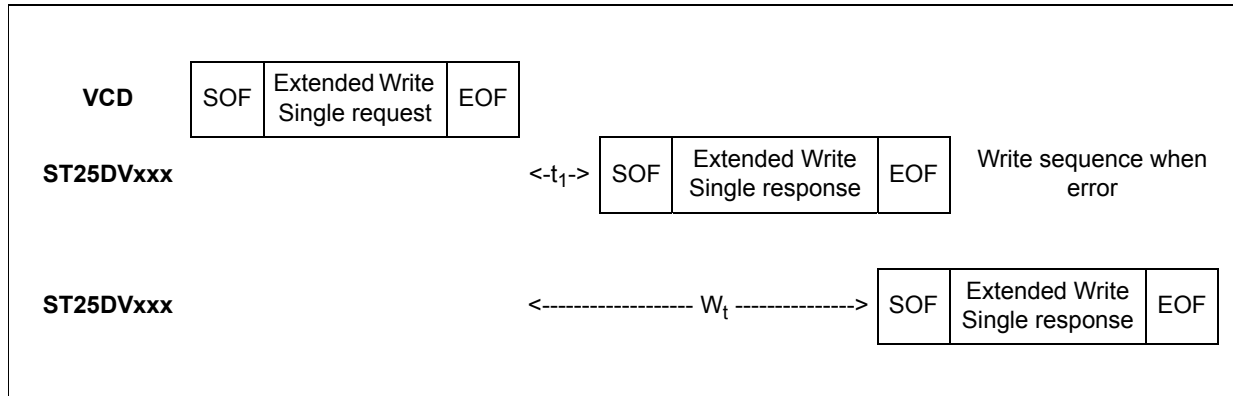 VCD SOF Extended Write Single request EOF
ST25DVxxx <-t₁-> SOF Extended Write Single response EOF Write sequence when error
ST25DVxxx <-------------------- Wₜ ---------------> SOF Extended Write Single response EOF